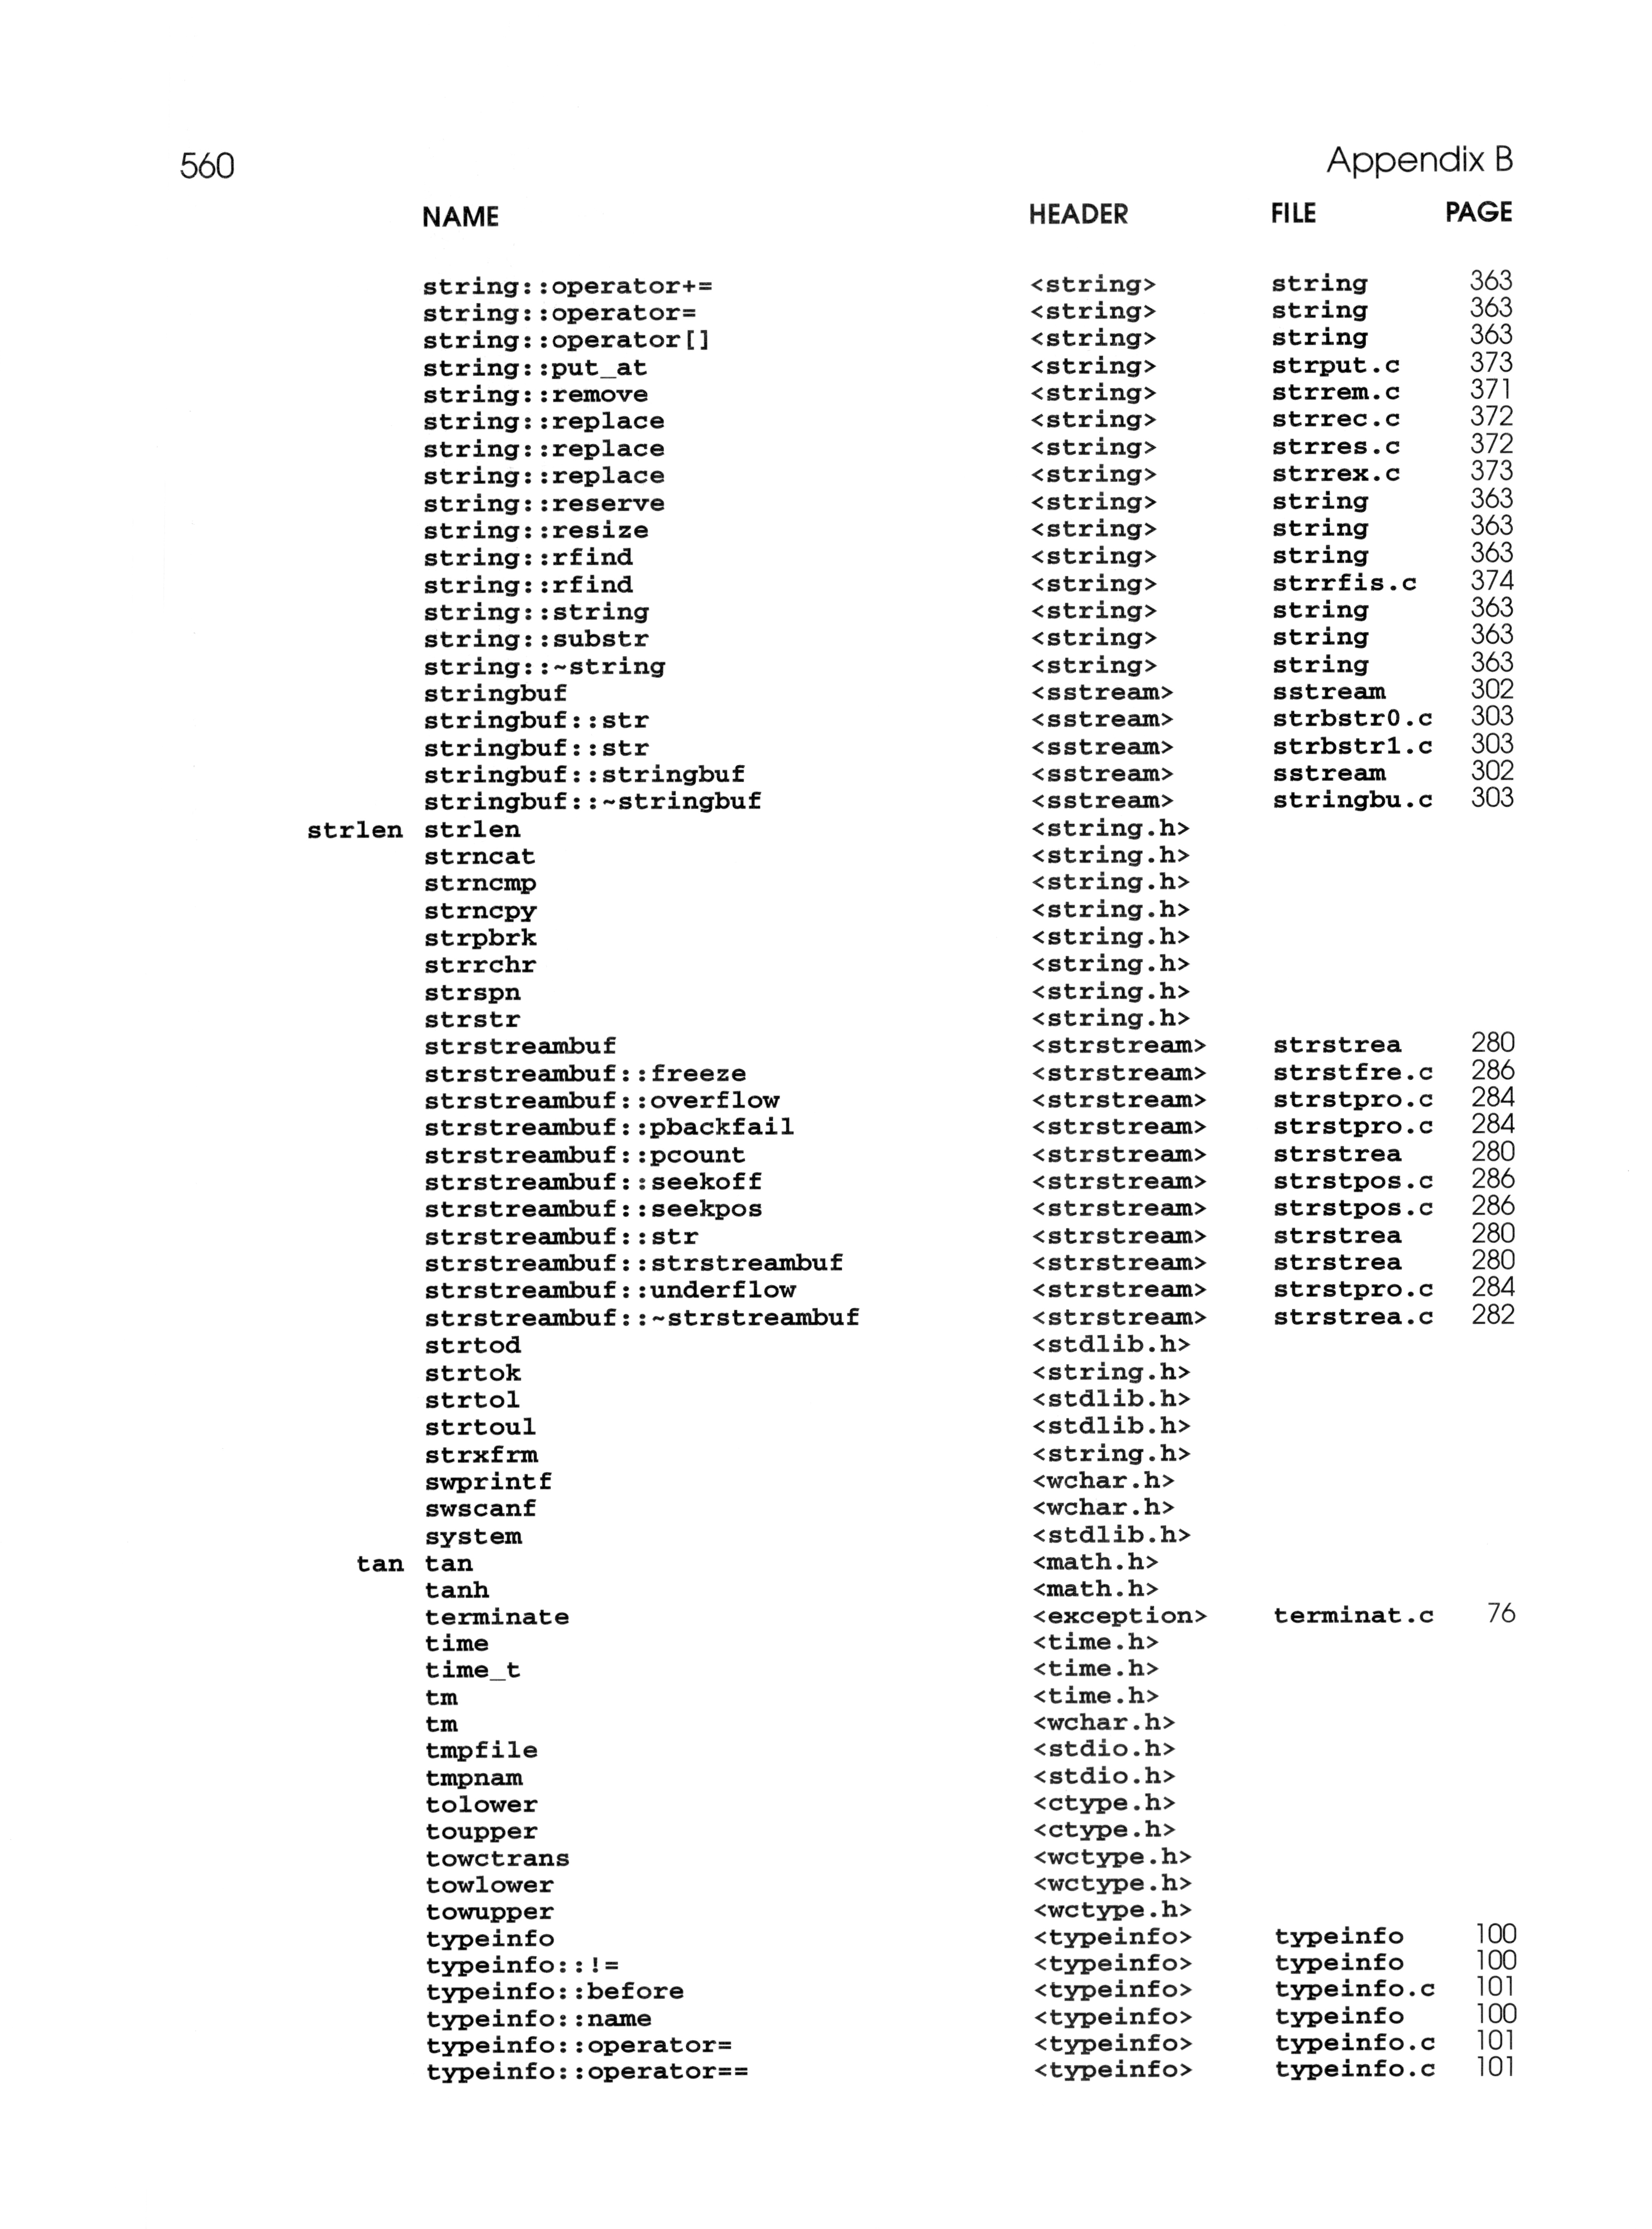 560 Appendix B
NAME HEADER FILE PAGE
string::operator+= <string> string 363
string::operator= <string> string 363
string::operator[] <string> string 363
string::put_at <string> strput.c 373
string::remove <string> strrem.c 371
string::replace <string> strrec.c 372
string::replace <string> strres.c 372
string::replace <string> strrex.c 373
string::reserve <string> string 363
string::resize <string> string 363
string::rfind <string> string 363
string::rfind <string> strrfis.c 374
string::string <string> string 363
string::substr <string> string 363
string::~string <string> string 363
stringbuf <sstream> sstream 302
stringbuf::str <sstream> strbstr0.c 303
stringbuf::str <sstream> strbstr1.c 303
stringbuf::stringbuf <sstream> sstream 302
stringbuf::~stringbuf <sstream> stringbu.c 303
strlen strlen <string.h>
strncat <string.h>
strncmp <string.h>
strncpy <string.h>
strpbrk <string.h>
strrchr <string.h>
strspn <string.h>
strstr <string.h>
strstreambuf <strstream> strstrea 280
strstreambuf::freeze <strstream> strstfre.c 286
strstreambuf::overflow <strstream> strstpro.c 284
strstreambuf::pbackfail <strstream> strstpro.c 284
strstreambuf::pcount <strstream> strstrea 280
strstreambuf::seekoff <strstream> strstpos.c 286
strstreambuf::seekpos <strstream> strstpos.c 286
strstreambuf::str <strstream> strstrea 280
strstreambuf::strstreambuf <strstream> strstrea 280
strstreambuf::underflow <strstream> strstpro.c 284
strstreambuf::~strstreambuf <strstream> strstrea.c 282
strtod <stdlib.h>
strtok <string.h>
strtol <stdlib.h>
strtoul <stdlib.h>
strxfrm <string.h>
swprintf <wchar.h>
swscanf <wchar.h>
system <stdlib.h>
tan tan <math.h>
tanh <math.h>
terminate <exception> terminat.c 76
time <time.h>
time_t <time.h>
tm <time.h>
tm <wchar.h>
tmpfile <stdio.h>
tmpnam <stdio.h>
tolower <ctype.h>
toupper <ctype.h>
towctrans <wctype.h>
towlower <wctype.h>
towupper <wctype.h>
typeinfo <typeinfo> typeinfo 100
typeinfo::!= <typeinfo> typeinfo 100
typeinfo::before <typeinfo> typeinfo.c 101
typeinfo::name <typeinfo> typeinfo 100
typeinfo::operator= <typeinfo> typeinfo.c 101
typeinfo::operator== <typeinfo> typeinfo.c 101